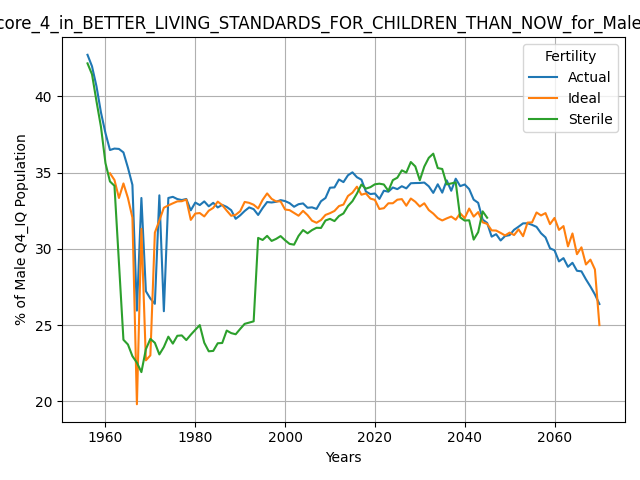 core_4_in_BETTER_LIVING_STANDARDS_FOR_CHILDREN_THAN_NOW_for_Male
Fertility
Actual
Ideal
Sterile
% of Male Q4_IQ Population
40
35
30
25
20
1960 1980 2000 2020 2040 2060
Years